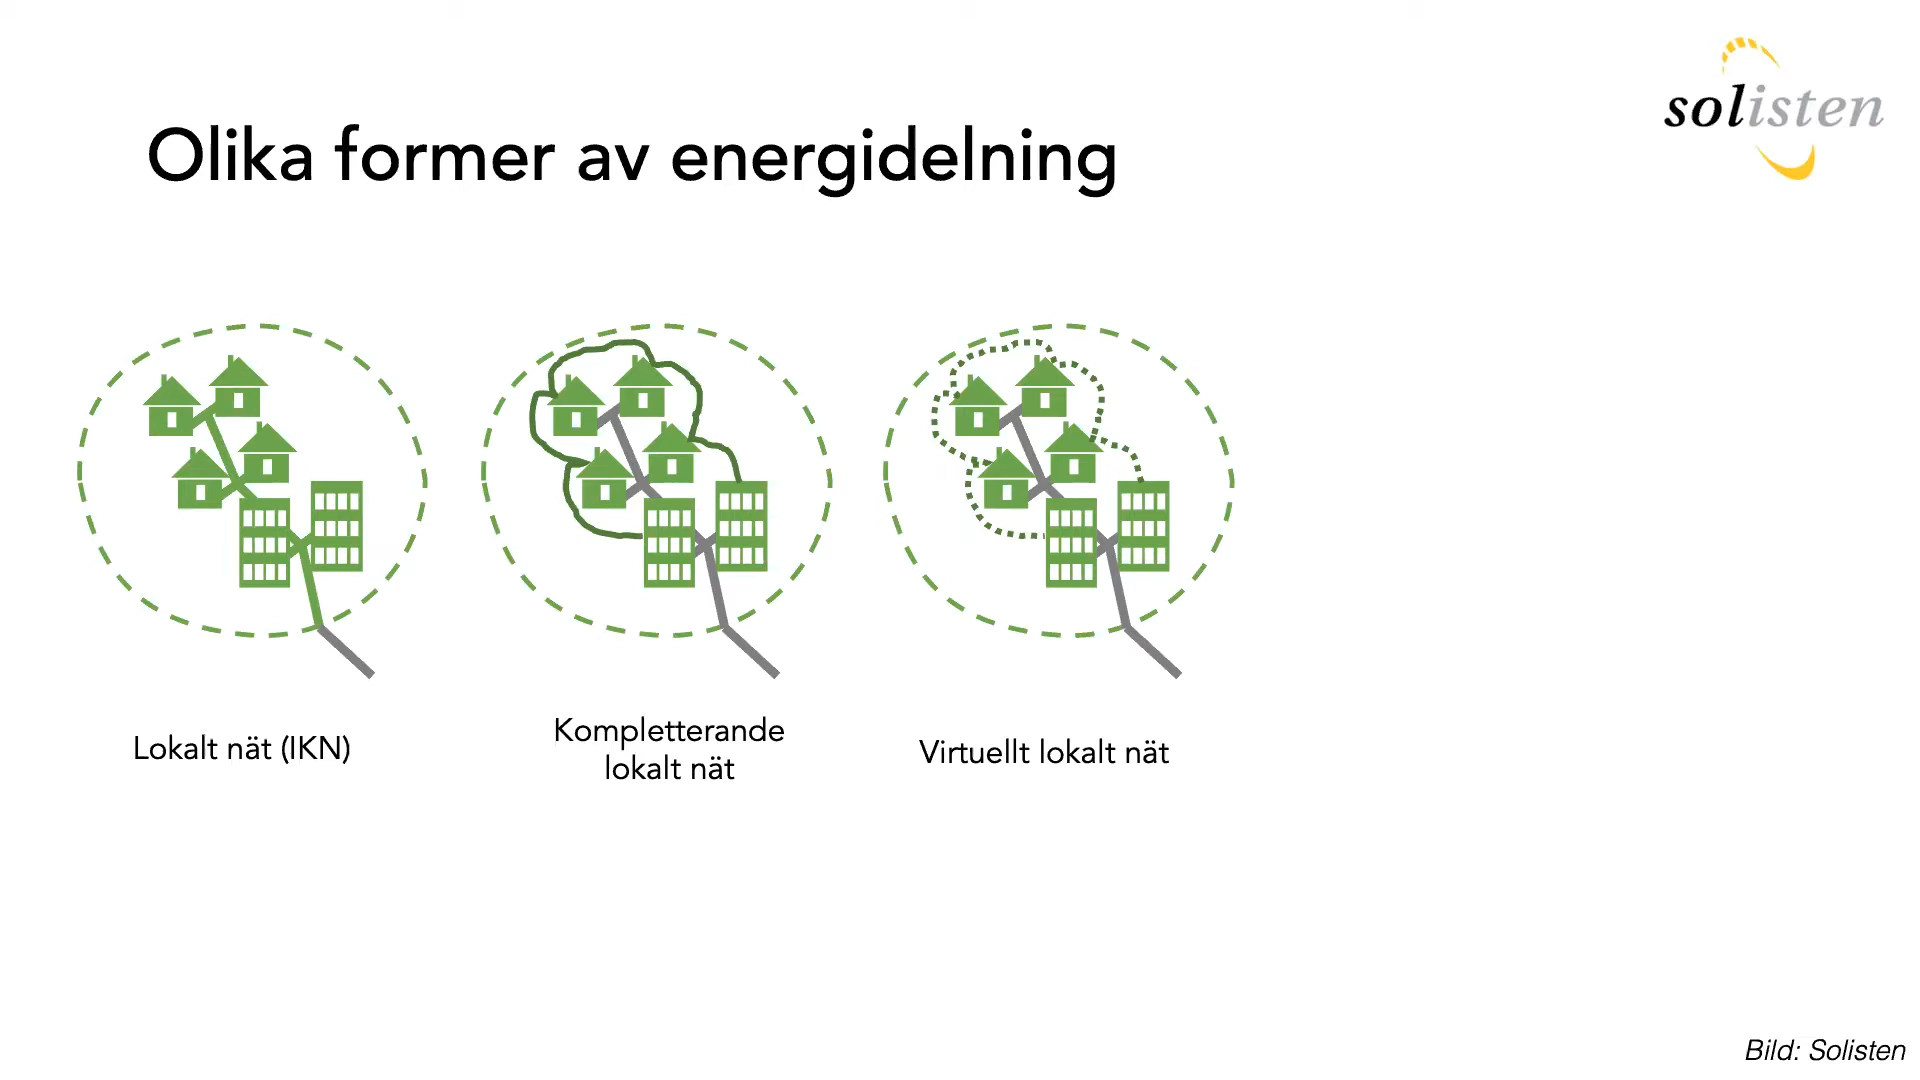 solisten
Olika former av energidelning
Lokalt nät (IKN)
Kompletterande
lokalt nät
Virtuellt lokalt nät
Bild: Solisten